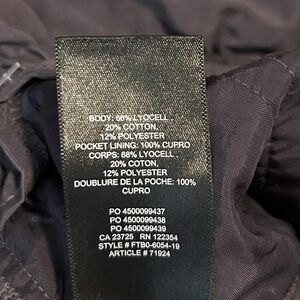 BODY: 68% LYOCELL,
20% COTTON,
12% POLYESTER
POCKET LINING: 100% CUPRO
CORPS: 68% LYOCELL,
20% COTON,
12% POLYESTER
DOUBLURE DE LA POCHE: 100%
CUPRO
PO 4500099437
PO 4500099438
PO 4500099439
CA 23725 RN 122354
STYLE # FTB0-6054-19
ARTICLE # 71924